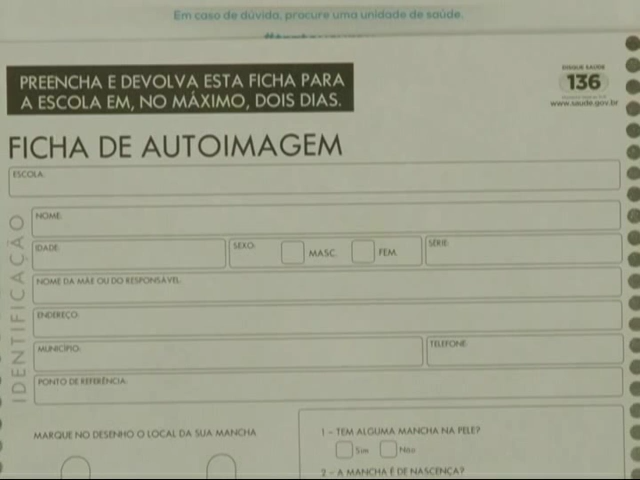 Em caso de dúvida, procure uma unidade de saúde.
PREENCHA E DEVOLVA ESTA FICHA PARA
A ESCOLA EM, NO MÁXIMO, DOIS DIAS.
DISQUE SAÚDE
136
www.saude.gov.br
FICHA DE AUTOIMAGEM
IDENTIFICAÇÃO
ESCOLA:
NOME:
IDADE: SEXO: MASC. FEM. SÉRIE:
NOME DA MÃE OU DO RESPONSÁVEL:
ENDEREÇO:
MUNICÍPIO: TELEFONE:
PONTO DE REFERÊNCIA:
MARQUE NO DESENHO O LOCAL DA SUA MANCHA
1 – TEM ALGUMA MANCHA NA PELE?
Sim Não
2 – A MANCHA É DE NASCENÇA?